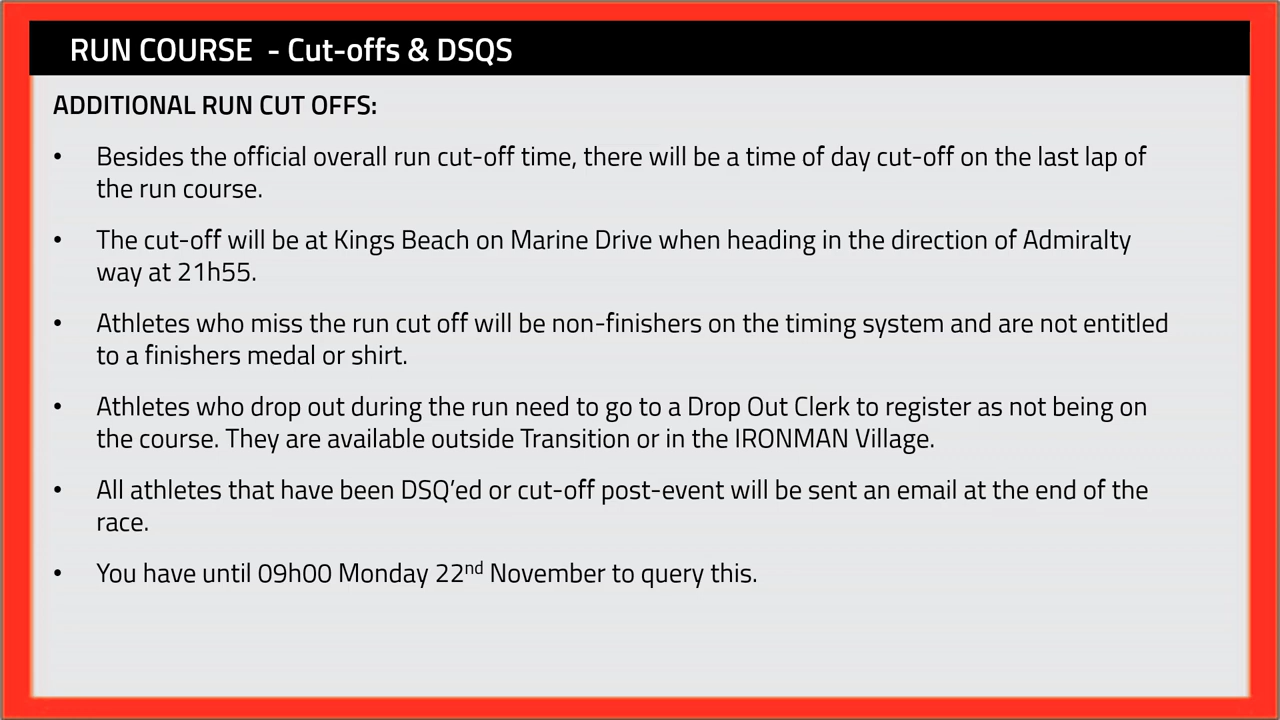 RUN COURSE - Cut-offs & DSQS
ADDITIONAL RUN CUT OFFS:
• Besides the official overall run cut-off time, there will be a time of day cut-off on the last lap of
the run course.
• The cut-off will be at Kings Beach on Marine Drive when heading in the direction of Admiralty
way at 21h55.
• Athletes who miss the run cut off will be non-finishers on the timing system and are not entitled
to a finishers medal or shirt.
• Athletes who drop out during the run need to go to a Drop Out Clerk to register as not being on
the course. They are available outside Transition or in the IRONMAN Village.
• All athletes that have been DSQ’ed or cut-off post-event will be sent an email at the end of the
race.
• You have until 09h00 Monday 22nd November to query this.